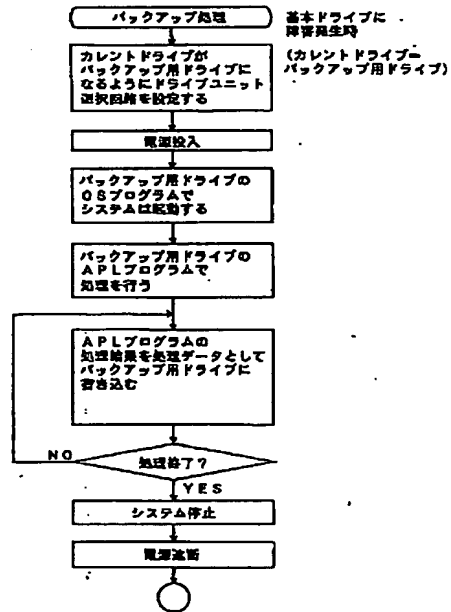 バックアップ処理
基本ドライブに
障害発生時
(カレントドライブ=
バックアップ用ドライブ)
カレントドライブが
バックアップ用ドライブに
なるようにドライブユニット
選択回路を設定する
電源投入
バックアップ用ドライブの
OSプログラムで
システムは起動する
バックアップ用ドライブの
APLプログラムで
処理を行う
APLプログラムの
処理結果を処理データとして
バックアップ用ドライブに
書き込む
NO
処理終了?
YES
システム停止
電源遮断